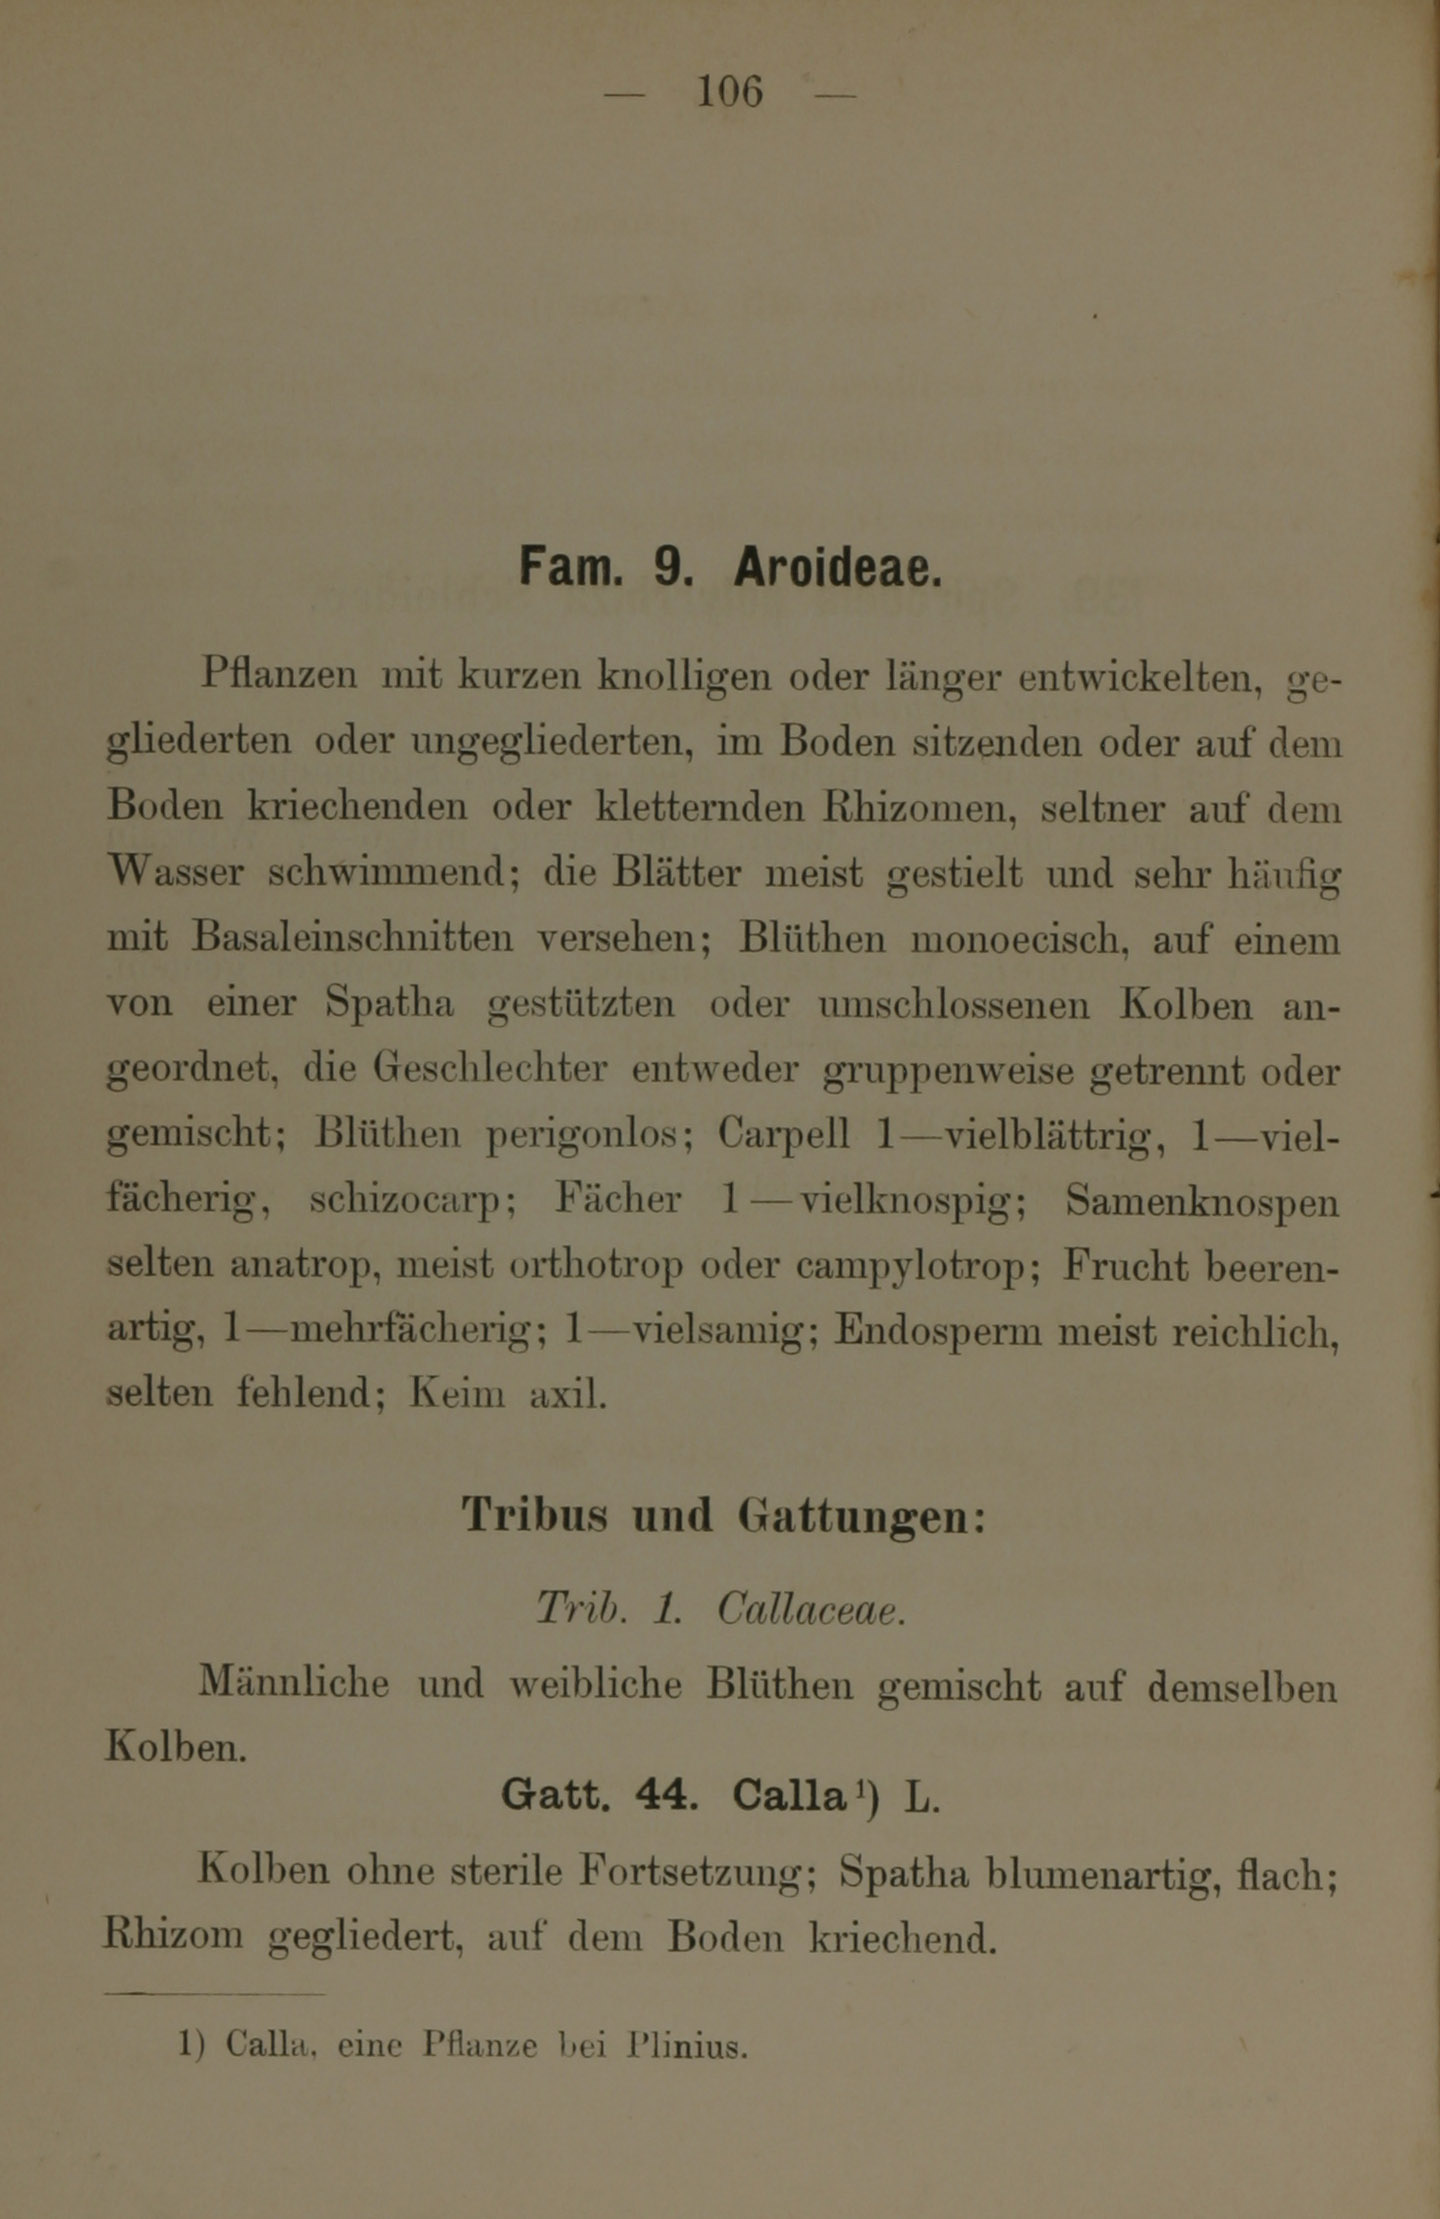 — 106 —
Fam. 9. Aroideae.
Pflanzen mit kurzen knolligen oder länger entwickelten, ge-
gliederten oder ungegliederten, im Boden sitzenden oder auf dem
Boden kriechenden oder kletternden Rhizomen, seltner auf dem
Wasser schwimmend; die Blätter meist gestielt und sehr häufig
mit Basaleinschnitten versehen; Blüthen monoecisch, auf einem
von einer Spatha gestützten oder umschlossenen Kolben an-
geordnet, die Geschlechter entweder gruppenweise getrennt oder
gemischt; Blüthen perigonlos; Carpell 1—vielblättrig, 1—viel-
fächerig, schizocarp; Fächer 1—vielknospig; Samenknospen
selten anatrop, meist orthotrop oder campylotrop; Frucht beeren-
artig, 1—mehrfächerig; 1—vielsamig; Endosperm meist reichlich,
selten fehlend; Keim axil.
Tribus und Gattungen:
Trib. 1. Callaceae.
Männliche und weibliche Blüthen gemischt auf demselben
Kolben.
Gatt. 44. Calla ¹) L.
Kolben ohne sterile Fortsetzung; Spatha blumenartig, flach;
Rhizom gegliedert, auf dem Boden kriechend.
1) Calla, eine Pflanze bei Plinius.